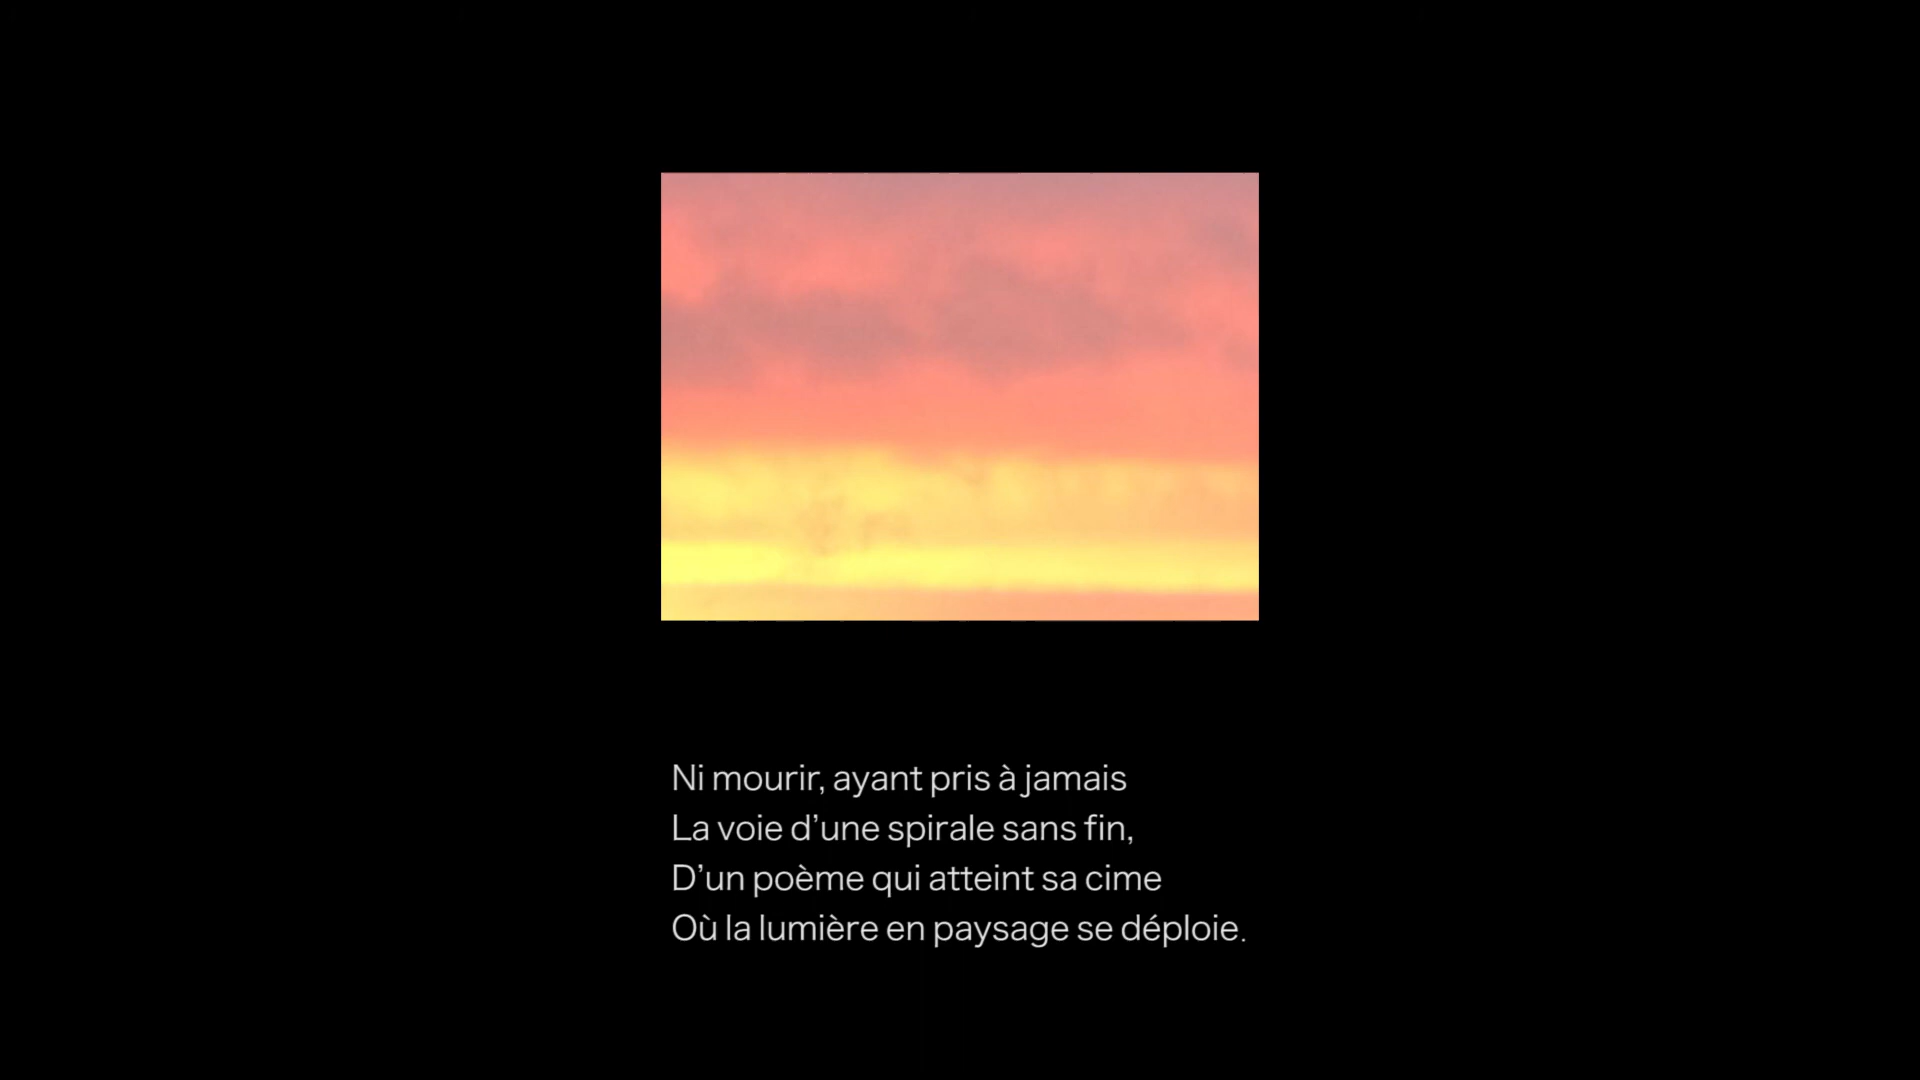 Ni mourir, ayant pris à jamais
La voie d’une spirale sans fin,
D’un poème qui atteint sa cime
Où la lumière en paysage se déploie.